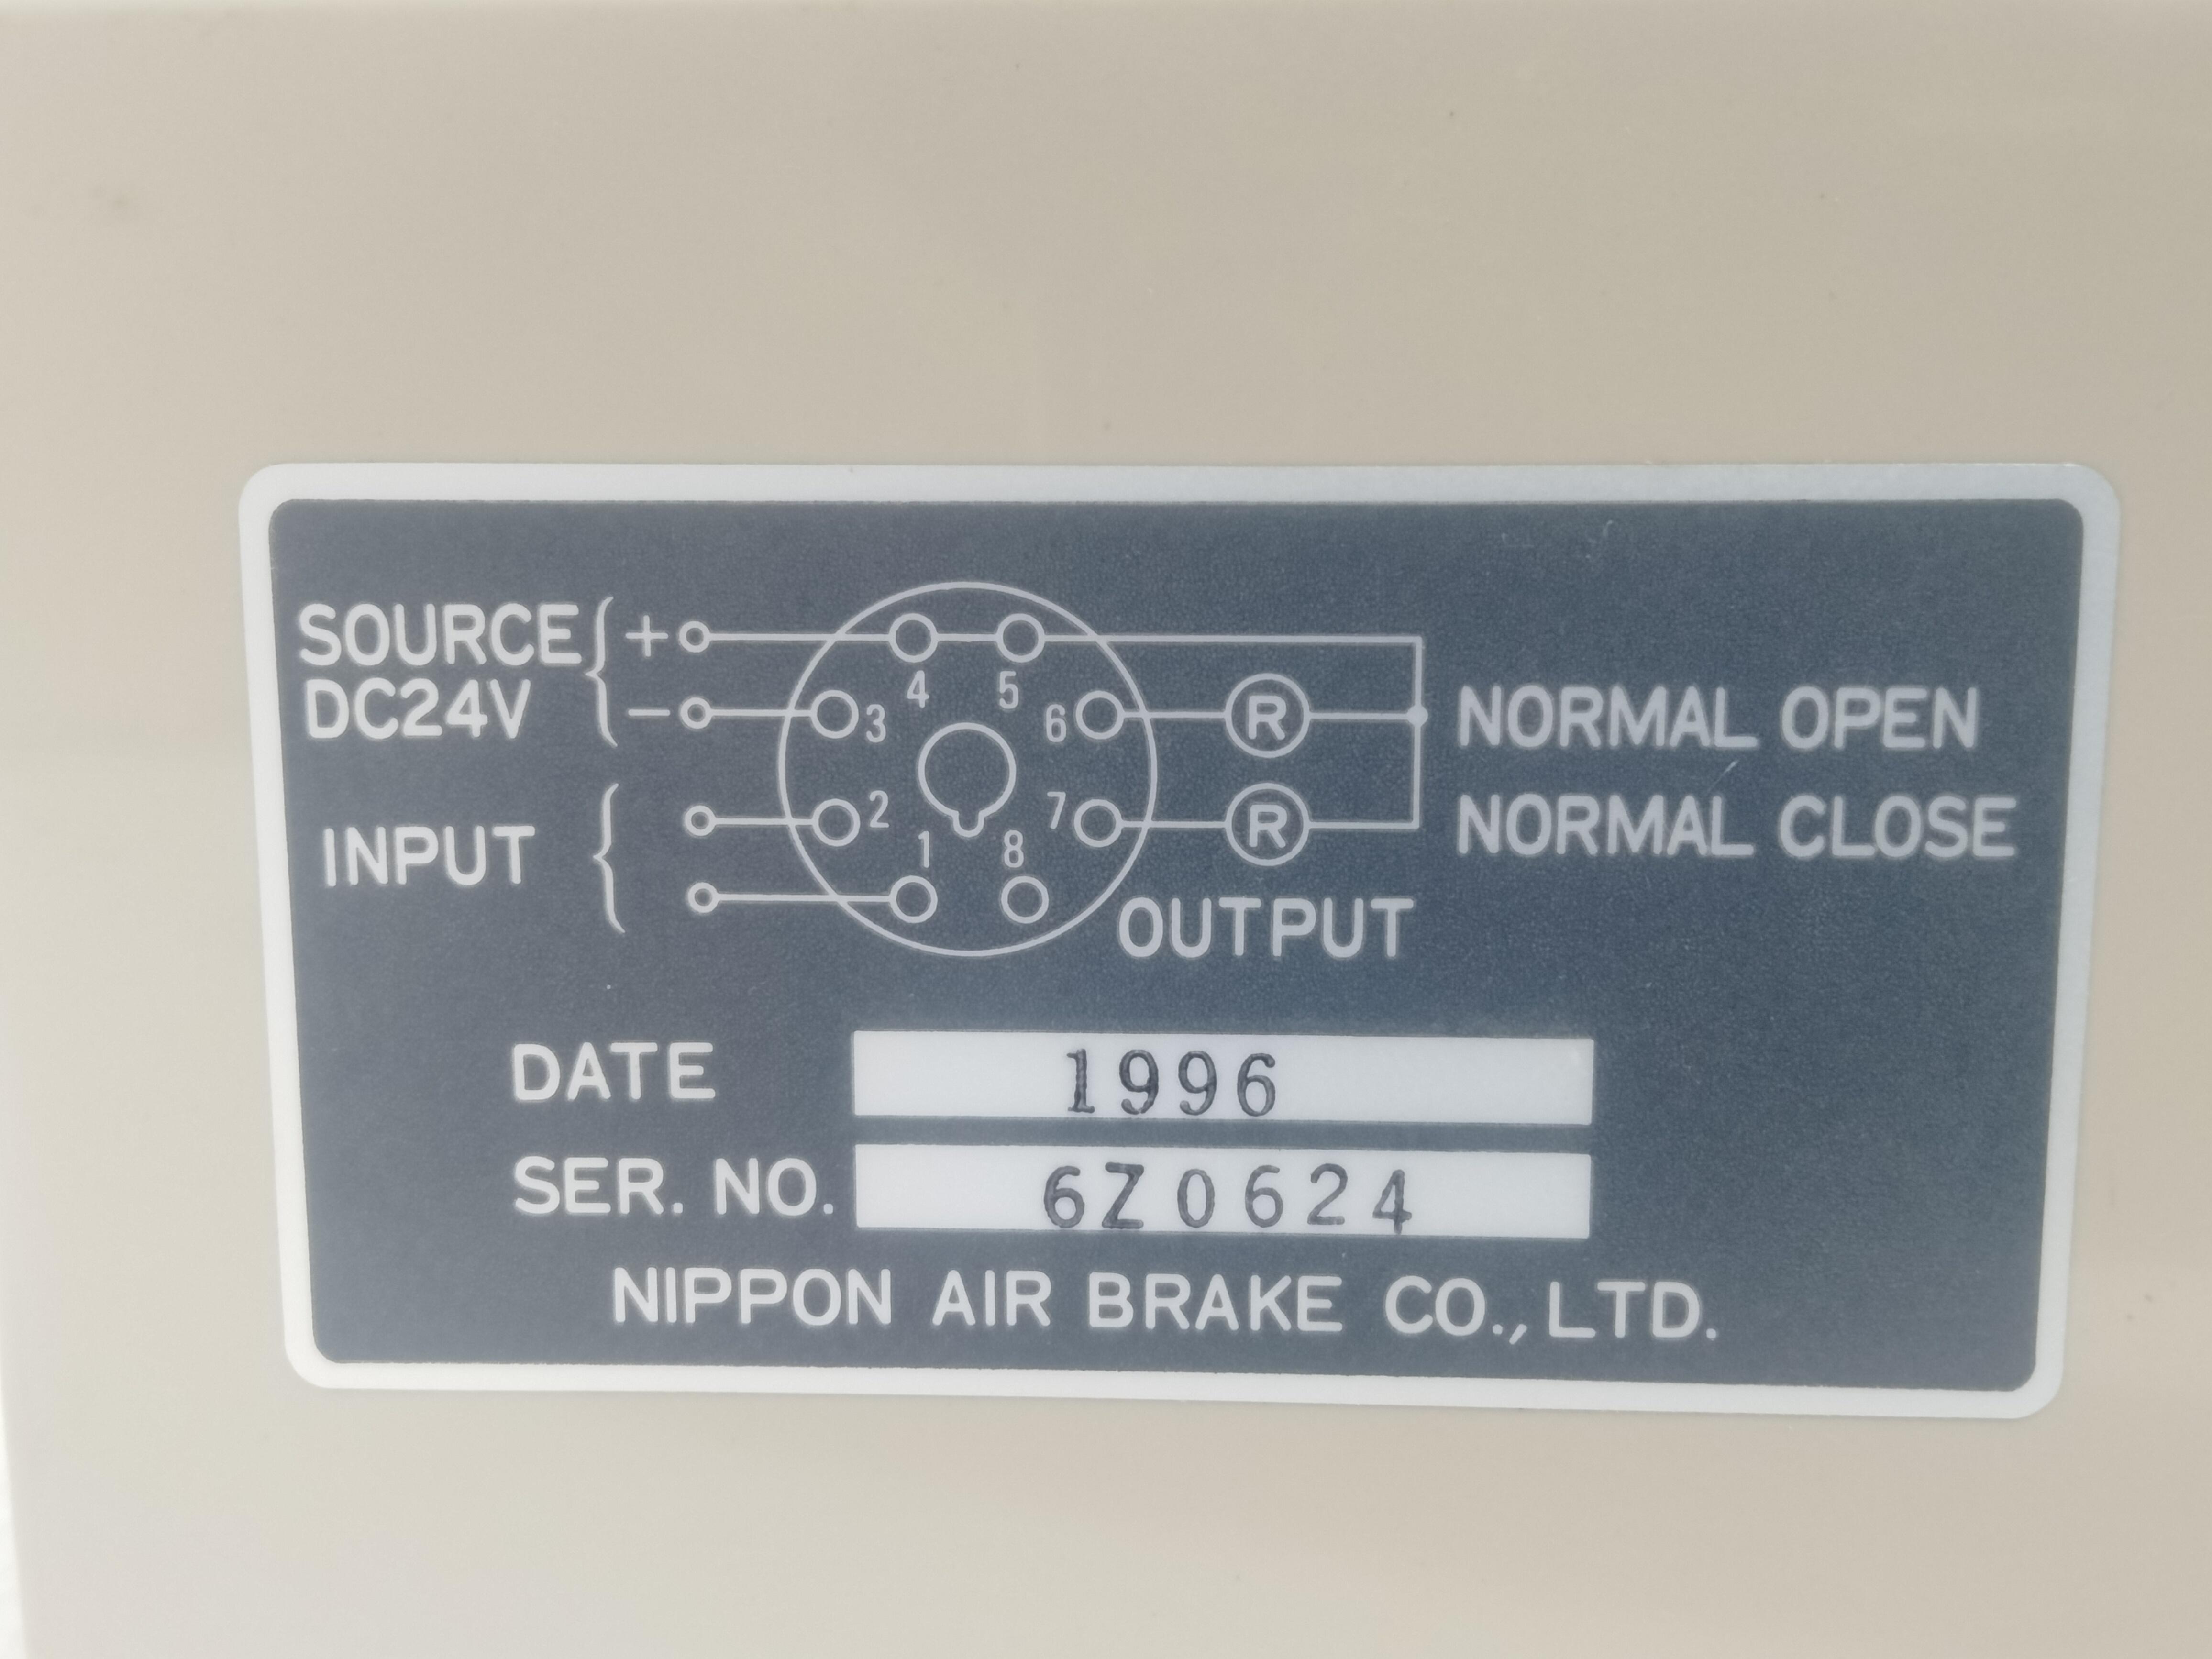 SOURCE
DC24V
+
−
INPUT
4 5
3 6
2 7
1 8
R NORMAL OPEN
R NORMAL CLOSE
OUTPUT
DATE 1996
SER. NO. 6Z0624
NIPPON AIR BRAKE CO., LTD.